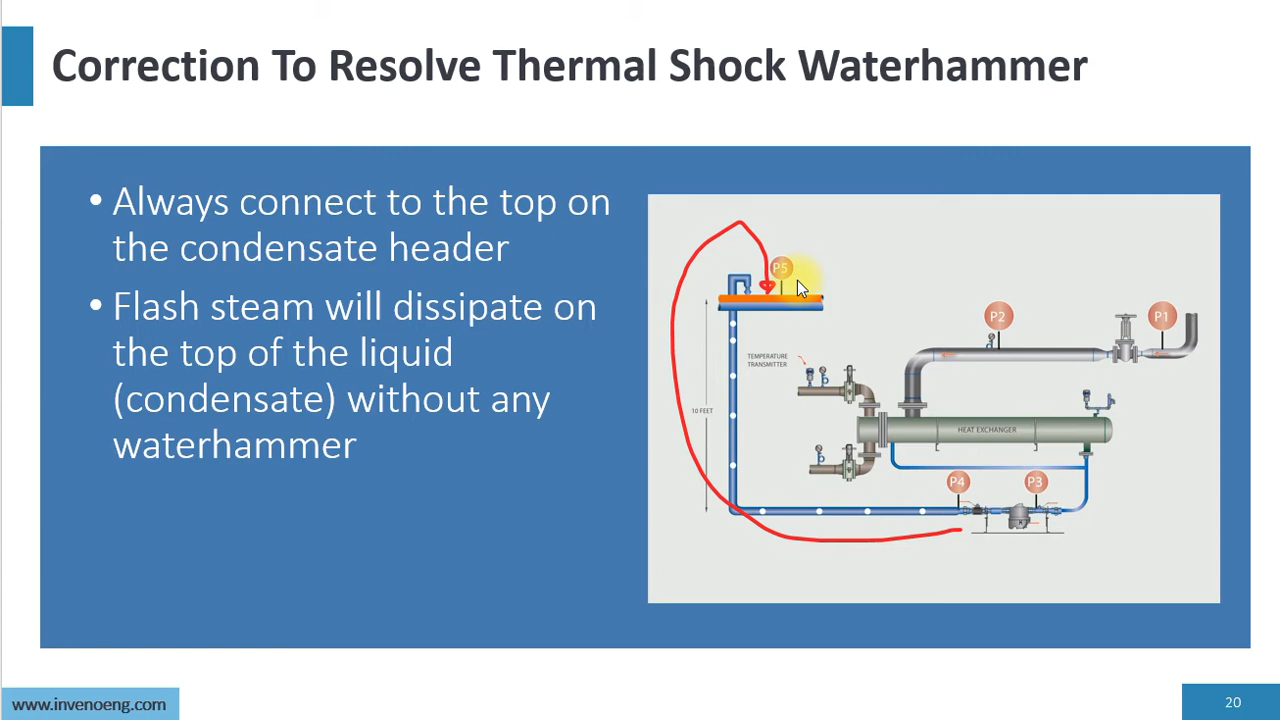 Correction To Resolve Thermal Shock Waterhammer
• Always connect to the top on
the condensate header
• Flash steam will dissipate on
the top of the liquid
(condensate) without any
waterhammer
P5
P2
P1
TEMPERATURE
TRANSMITTER
10 FEET
HEAT EXCHANGER
P4
P3
www.invenoeng.com
20